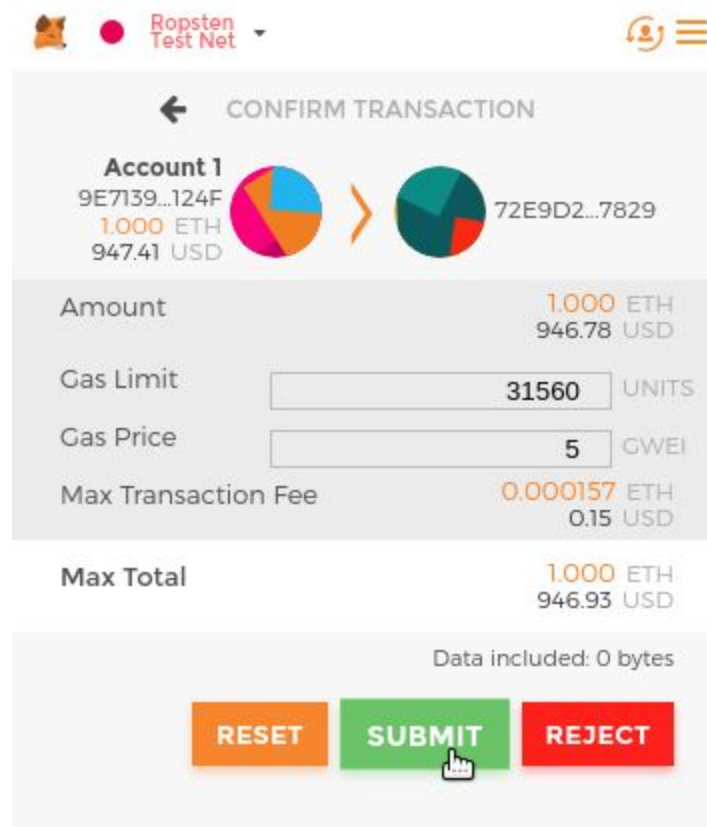 Ropsten
Test Net
CONFIRM TRANSACTION
Account 1
9E7139...124F
1.000 ETH
947.41 USD
72E9D2...7829
Amount 1.000 ETH
946.78 USD
Gas Limit 31560 UNITS
Gas Price 5 GWEI
Max Transaction Fee 0.000157 ETH
0.15 USD
Max Total 1.000 ETH
946.93 USD
Data included: 0 bytes
RESET SUBMIT REJECT